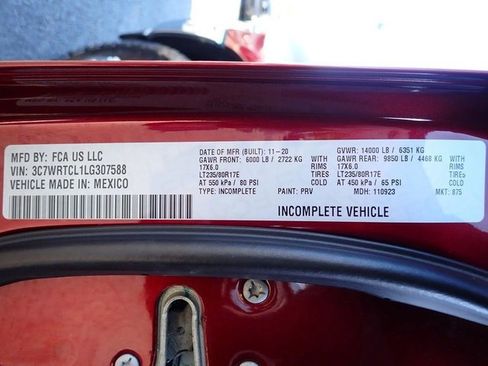 MFD BY: FCA US LLC
VIN: 3C7WRTCL1LG307588
VEHICLE MADE IN: MEXICO
DATE OF MFR (BUILT): 11-20
GAWR FRONT: 6000 LB / 2722 KG WITH
17X6.0 RIMS
LT235/80R17E TIRES
AT 550 kPa / 80 PSI
TYPE: INCOMPLETE PAINT: PRV
GVWR: 14000 LB / 6351 KG
GAWR REAR: 9850 LB / 4468 KG WITH
17X6.0 RIMS
LT235/80R17E TIRES
AT 450 kPa / 65 PSI
MDH: 110923 MKT: 875
INCOMPLETE VEHICLE